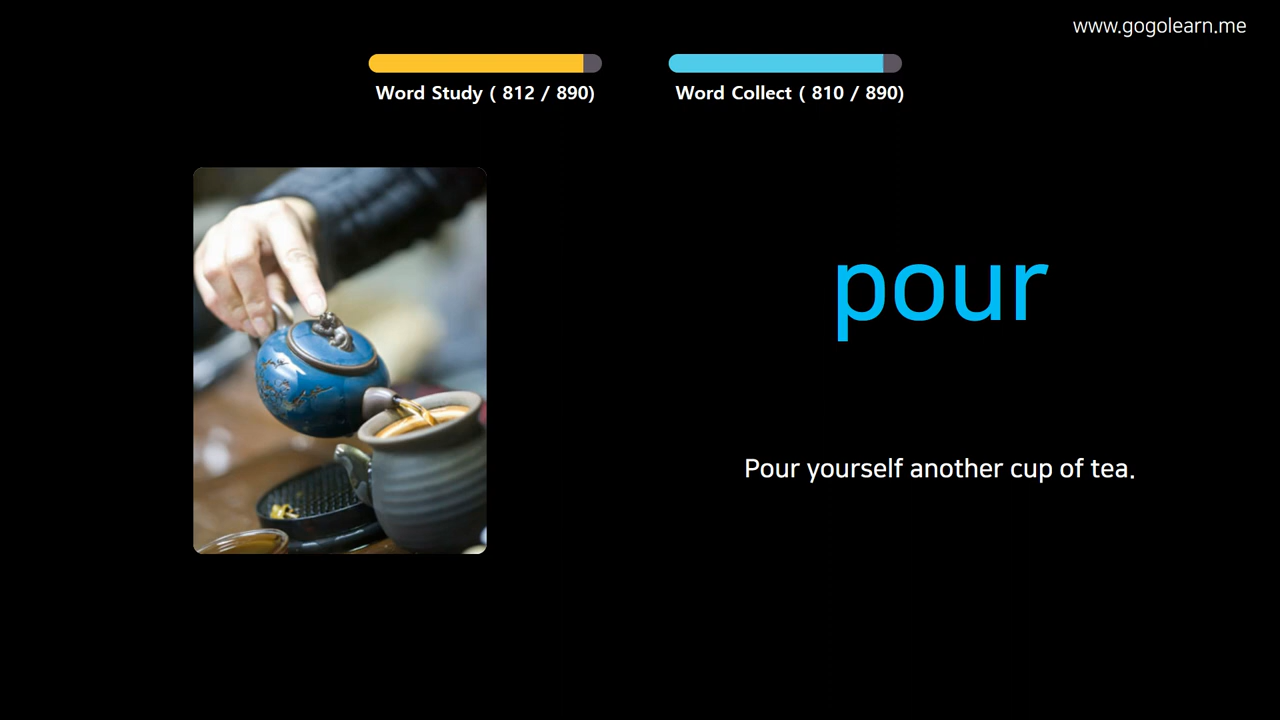 www.gogolearn.me
Word Study ( 812 / 890)
Word Collect ( 810 / 890)
pour
Pour yourself another cup of tea.